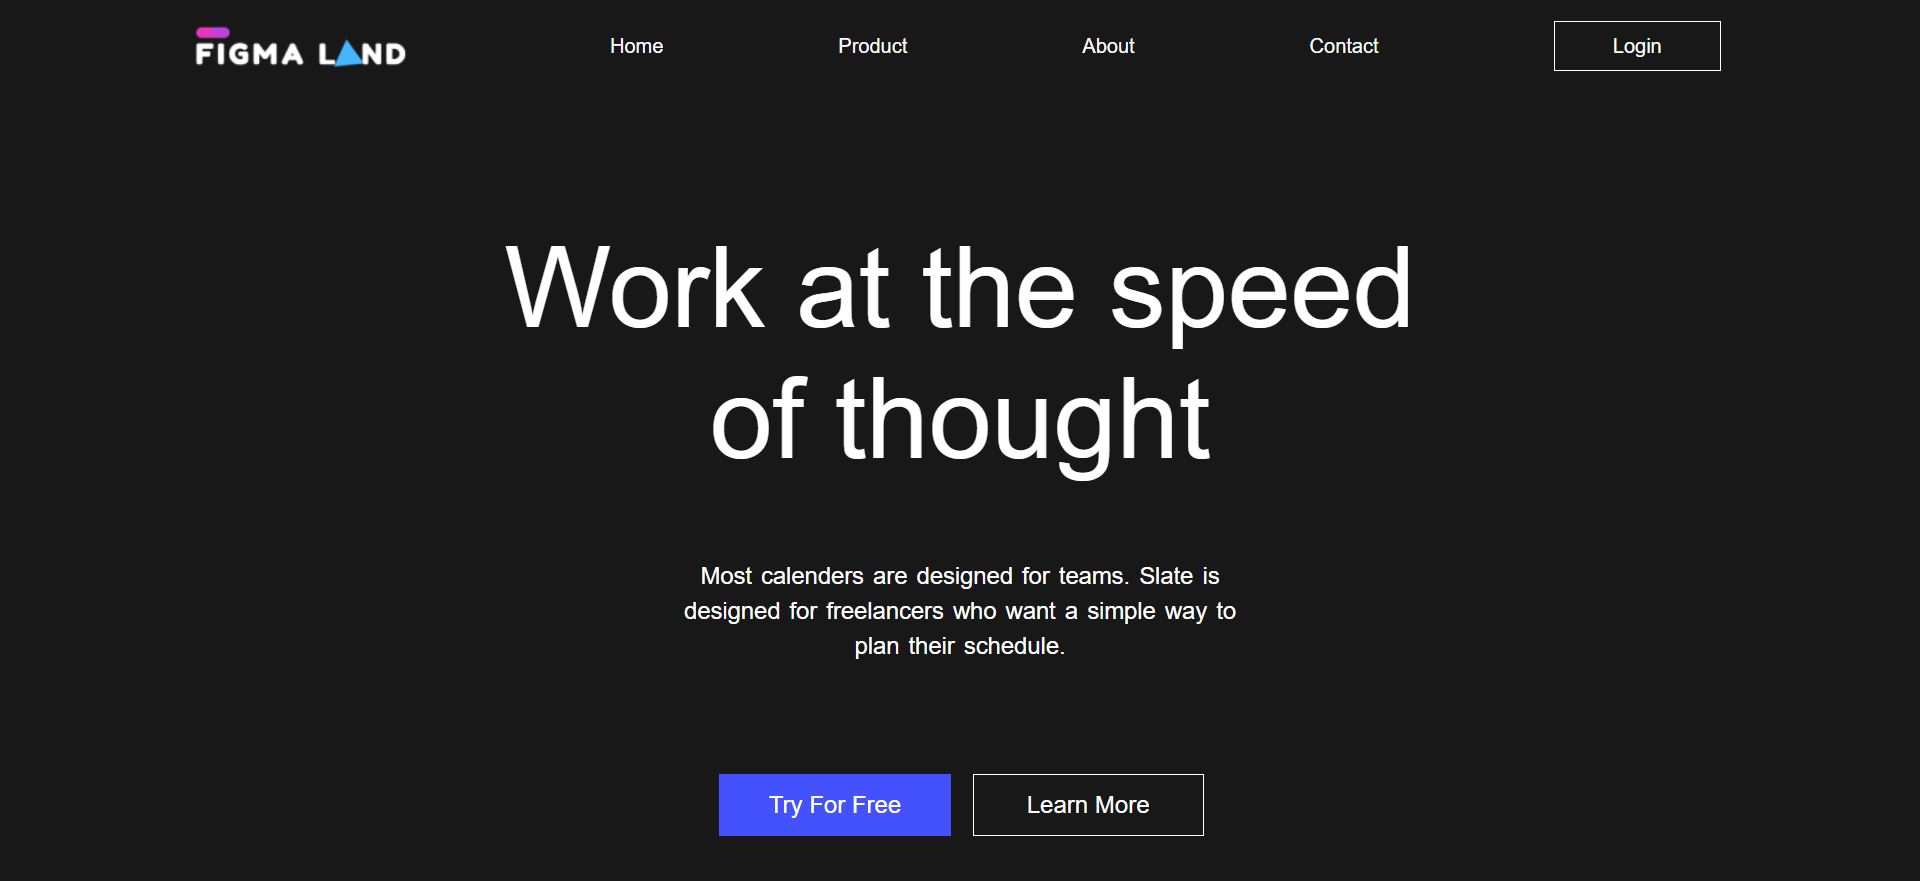 FIGMA LAND
Home
Product
About
Contact
Login
Work at the speed
of thought
Most calenders are designed for teams. Slate is
designed for freelancers who want a simple way to
plan their schedule.
Try For Free
Learn More